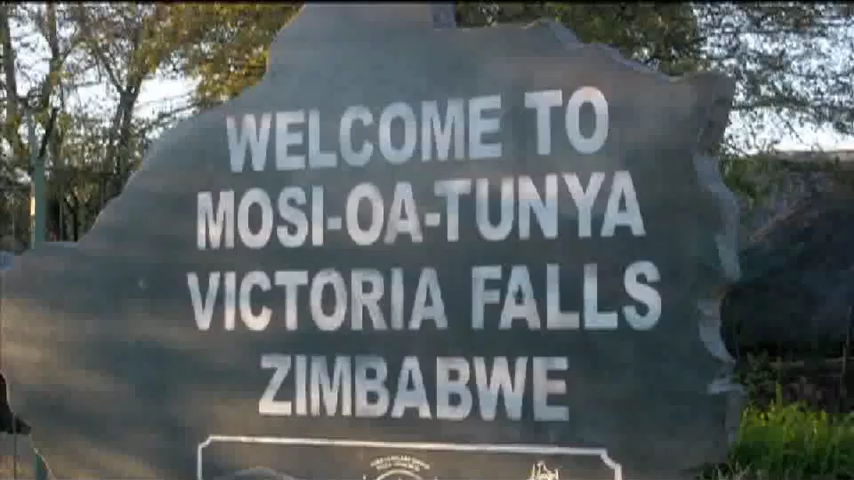 WELCOME TO
MOSI-OA-TUNYA
VICTORIA FALLS
ZIMBABWE